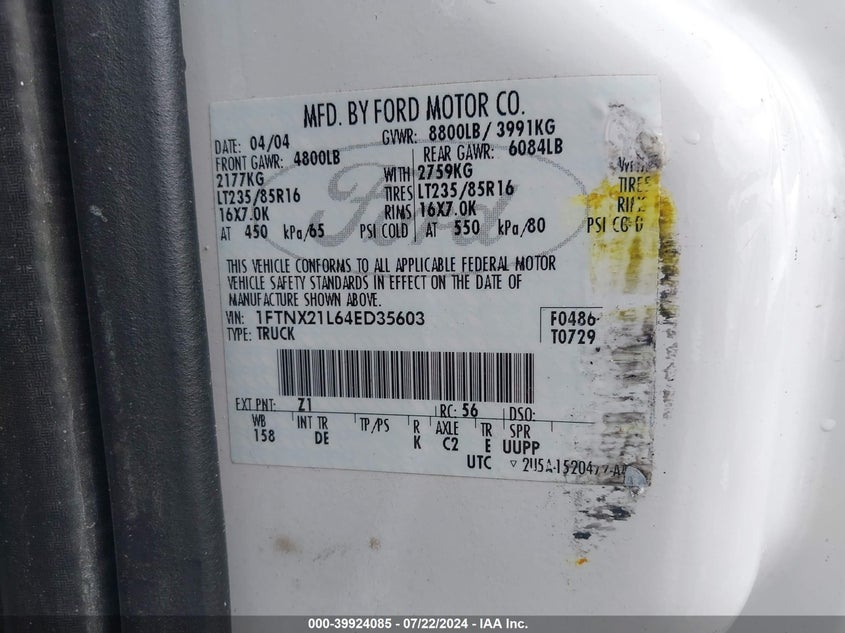 MFD. BY FORD MOTOR CO.
DATE: 04/04 GVWR: 8800LB/ 3991KG
FRONT GAWR: 4800LB REAR GAWR: 6084LB
2177KG WITH 2759KG
LT235/85R16 TIRES LT235/85R16 TIRES
16X7.0K RIMS 16X7.0K
AT 450 kPa/65 PSI COLD AT 550 kPa/80 PSI COLD
Ford
THIS VEHICLE CONFORMS TO ALL APPLICABLE FEDERAL MOTOR
VEHICLE SAFETY STANDARDS IN EFFECT ON THE DATE OF
MANUFACTURE SHOWN ABOVE.
VIN: 1FTNX21L64ED35603 F0486
TYPE: TRUCK T0729
EXT PNT: Z1 RC: 56 DSO:
WB INT TR TP/PS R AXLE TR SPR
158 DE K C2 E UUPP
UTC
000-39924085 - 07/22/2024 - IAA Inc.